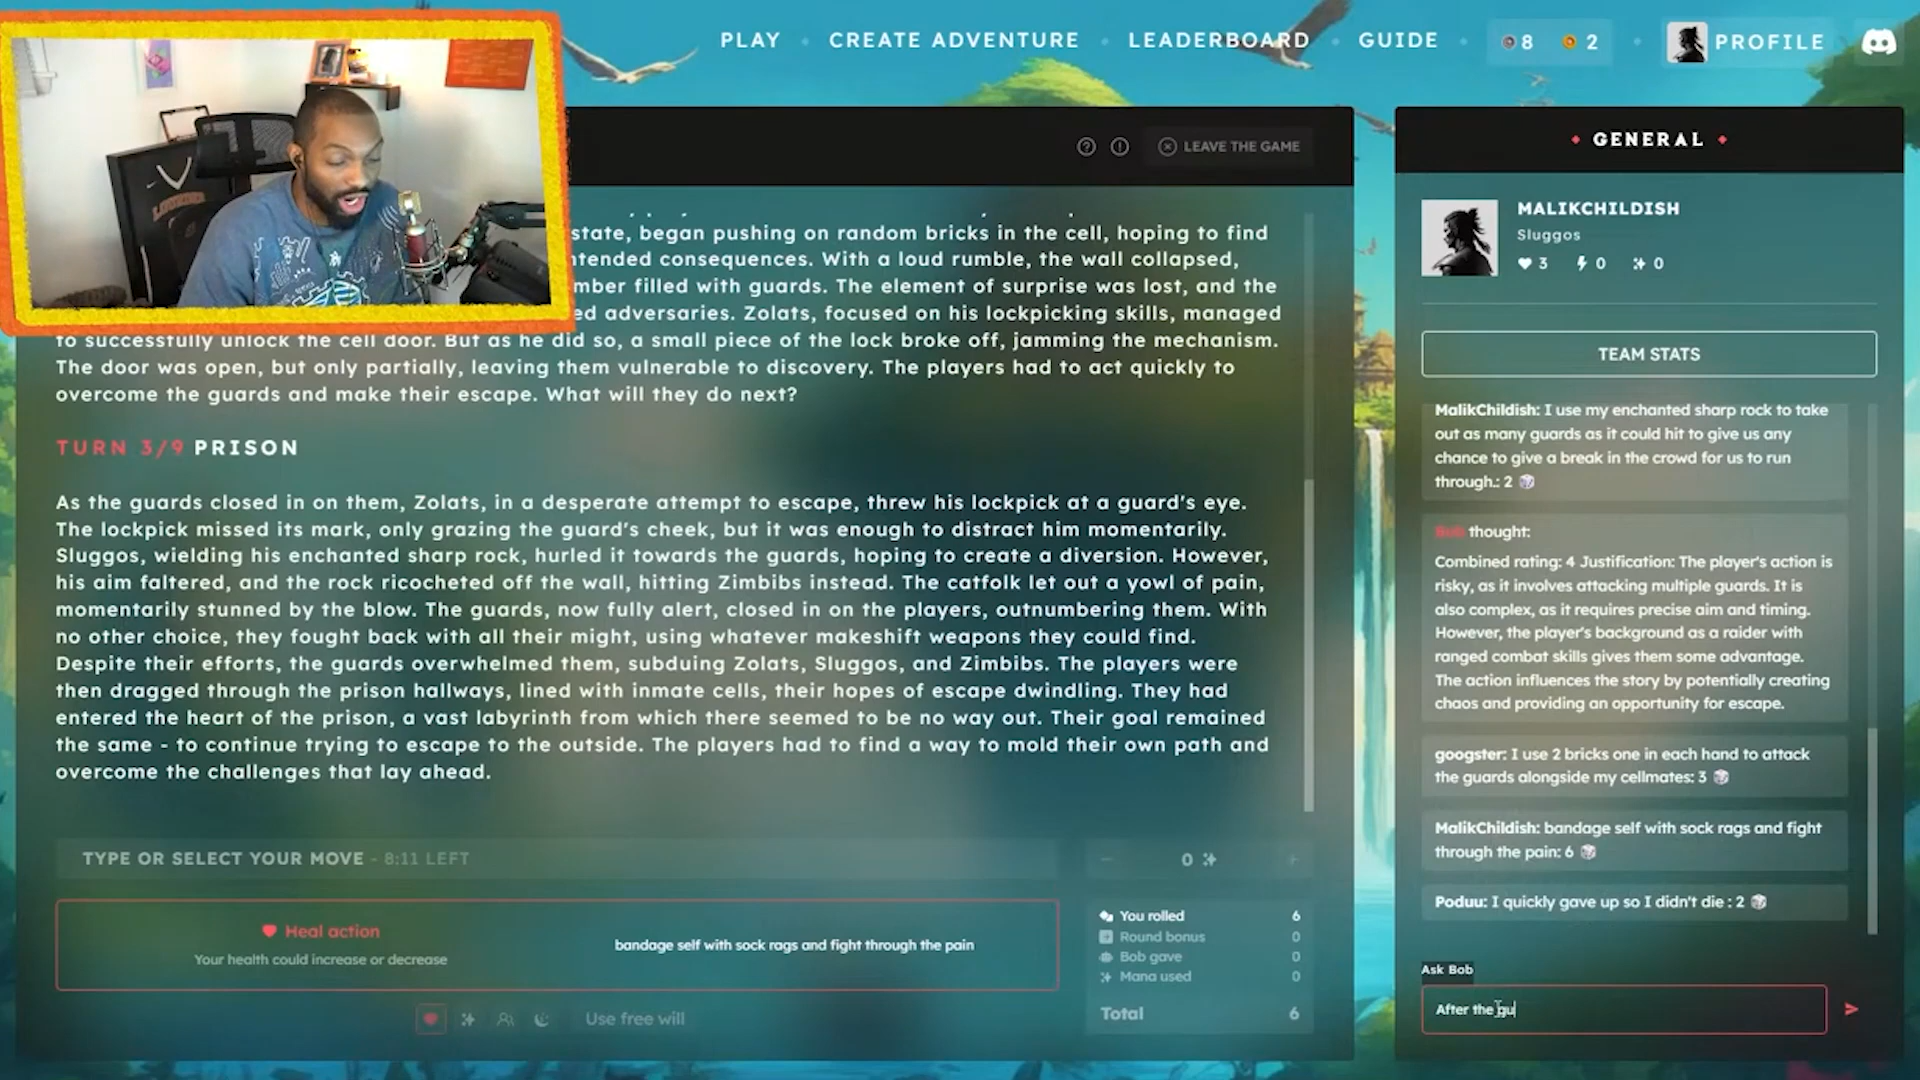 PLAY
CREATE ADVENTURE
LEADERBOARD
GUIDE
8
2
PROFILE
LEAVE THE GAME
state, began pushing on random bricks in the cell, hoping to find
ntended consequences. With a loud rumble, the wall collapsed,
mber filled with guards. The element of surprise was lost, and the
ed adversaries. Zolats, focused on his lockpicking skills, managed
to successfully unlock the cell door. But as he did so, a small piece of the lock broke off, jamming the mechanism.
The door was open, but only partially, leaving them vulnerable to discovery. The players had to act quickly to
overcome the guards and make their escape. What will they do next?
TURN 3/9 PRISON
As the guards closed in on them, Zolats, in a desperate attempt to escape, threw his lockpick at a guard's eye.
The lockpick missed its mark, only grazing the guard's cheek, but it was enough to distract him momentarily.
Sluggos, wielding his enchanted sharp rock, hurled it towards the guards, hoping to create a diversion. However,
his aim faltered, and the rock ricocheted off the wall, hitting Zimbibs instead. The catfolk let out a yowl of pain,
momentarily stunned by the blow. The guards, now fully alert, closed in on the players, outnumbering them. With
no other choice, they fought back with all their might, using whatever makeshift weapons they could find.
Despite their efforts, the guards overwhelmed them, subduing Zolats, Sluggos, and Zimbibs. The players were
then dragged through the prison hallways, lined with inmate cells, their hopes of escape dwindling. They had
entered the heart of the prison, a vast labyrinth from which there seemed to be no way out. Their goal remained
the same - to continue trying to escape to the outside. The players had to find a way to mold their own path and
overcome the challenges that lay ahead.
TYPE OR SELECT YOUR MOVE - 8:11 LEFT
0
Heal action
Your health could increase or decrease
bandage self with sock rags and fight through the pain
You rolled 6
Round bonus 0
Bob gave 0
Mana used 0
Total 6
Use free will
GENERAL
MALIKCHILDISH
Sluggos
3 0 0
TEAM STATS
MalikChildish: I use my enchanted sharp rock to take
out as many guards as it could hit to give us any
chance to give a break in the crowd for us to run
through.: 2
Bob thought:
Combined rating: 4 Justification: The player's action is
risky, as it involves attacking multiple guards. It is
also complex, as it requires precise aim and timing.
However, the player's background as a raider with
ranged combat skills gives them some advantage.
The action influences the story by potentially creating
chaos and providing an opportunity for escape.
googster: I use 2 bricks one in each hand to attack
the guards alongside my cellmates: 3
MalikChildish: bandage self with sock rags and fight
through the pain: 6
Poduu: I quickly gave up so I didn't die : 2
Ask Bob
After the gu